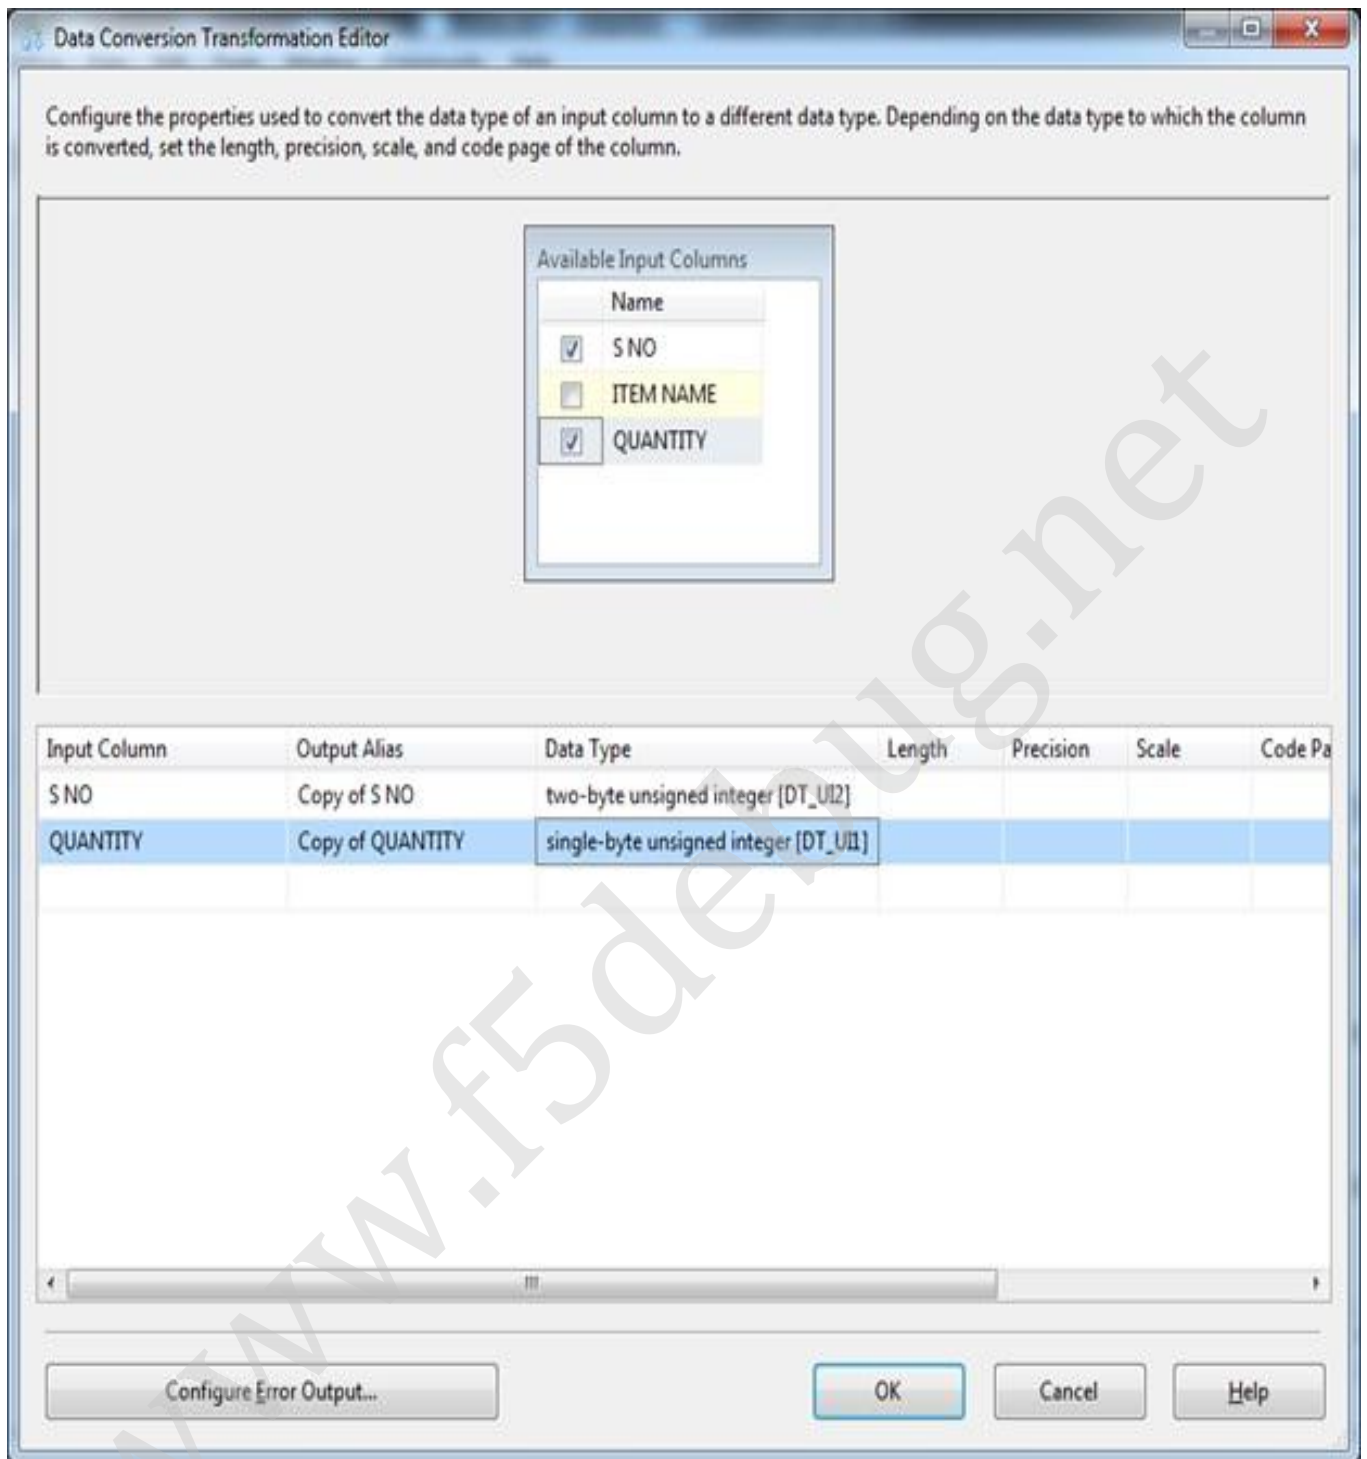 Data Conversion Transformation Editor
Configure the properties used to convert the data type of an input column to a different data type. Depending on the data type to which the column
is converted, set the length, precision, scale, and code page of the column.
Available Input Columns
Name
S NO
ITEM NAME
QUANTITY
Input Column Output Alias Data Type Length Precision Scale Code Pa
S NO Copy of S NO two-byte unsigned integer [DT_UI2]
QUANTITY Copy of QUANTITY single-byte unsigned integer [DT_UI1]
Configure Error Output... OK Cancel Help
www.f5debug.net